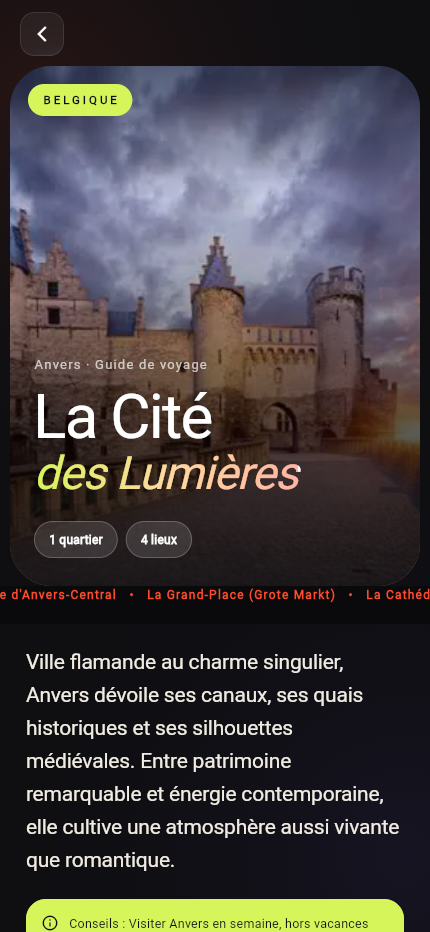 BELGIQUE
Anvers · Guide de voyage
La Cité
des Lumières
1 quartier
4 lieux
e d'Anvers-Central • La Grand-Place (Grote Markt) • La Cathéd
Ville flamande au charme singulier,
Anvers dévoile ses canaux, ses quais
historiques et ses silhouettes
médiévales. Entre patrimoine
remarquable et énergie contemporaine,
elle cultive une atmosphère aussi vivante
que romantique.
Conseils : Visiter Anvers en semaine, hors vacances